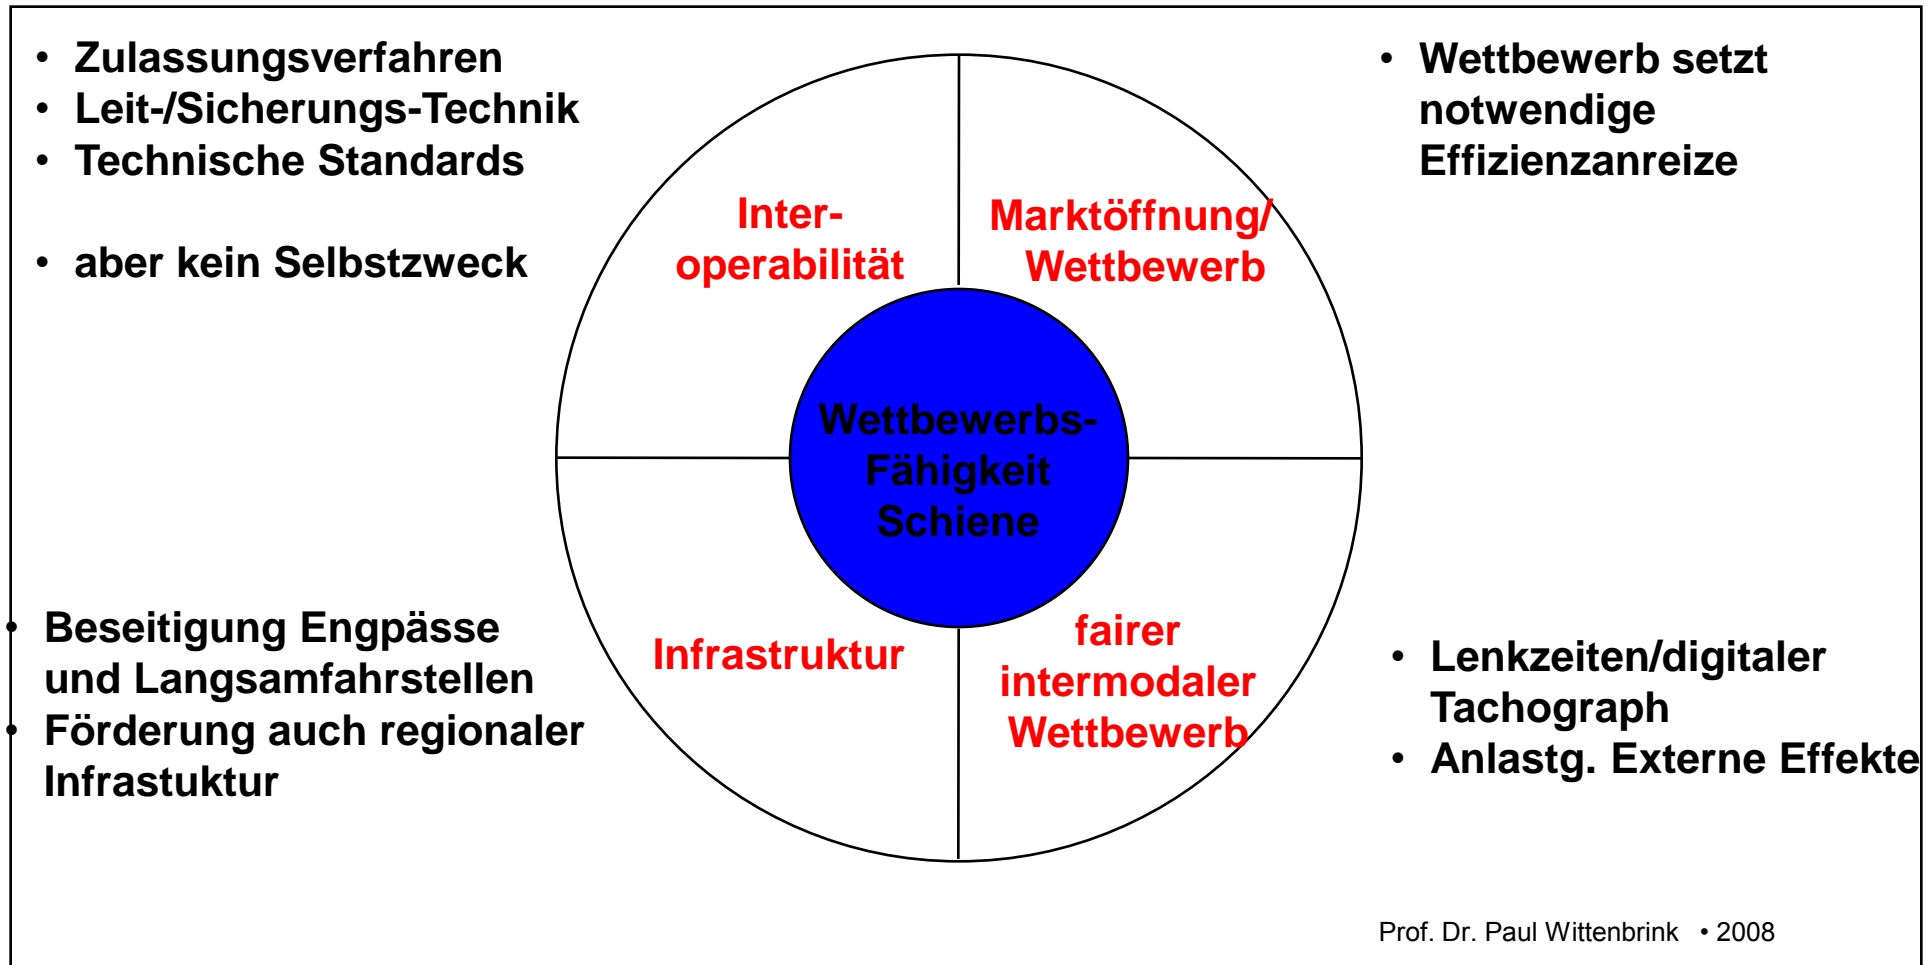 • Zulassungsverfahren
• Leit-/Sicherungs-Technik
• Technische Standards
• aber kein Selbstzweck
• Wettbewerb setzt
notwendige
Effizienzanreize
Inter-
operabilität
Marktöffnung/
Wettbewerb
Wettbewerbs-
Fähigkeit
Schiene
Infrastruktur
fairer
intermodaler
Wettbewerb
• Beseitigung Engpässe
und Langsamfahrstellen
• Förderung auch regionaler
Infrastuktur
• Lenkzeiten/digitaler
Tachograph
• Anlastg. Externe Effekte
Prof. Dr. Paul Wittenbrink • 2008